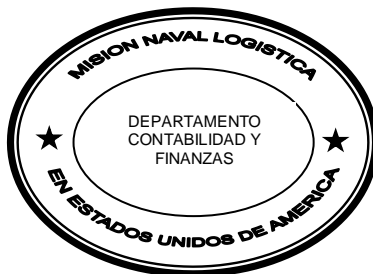 MISION NAVAL LOGISTICA
DEPARTAMENTO
CONTABILIDAD Y
FINANZAS
EN ESTADOS UNIDOS DE AMERICA